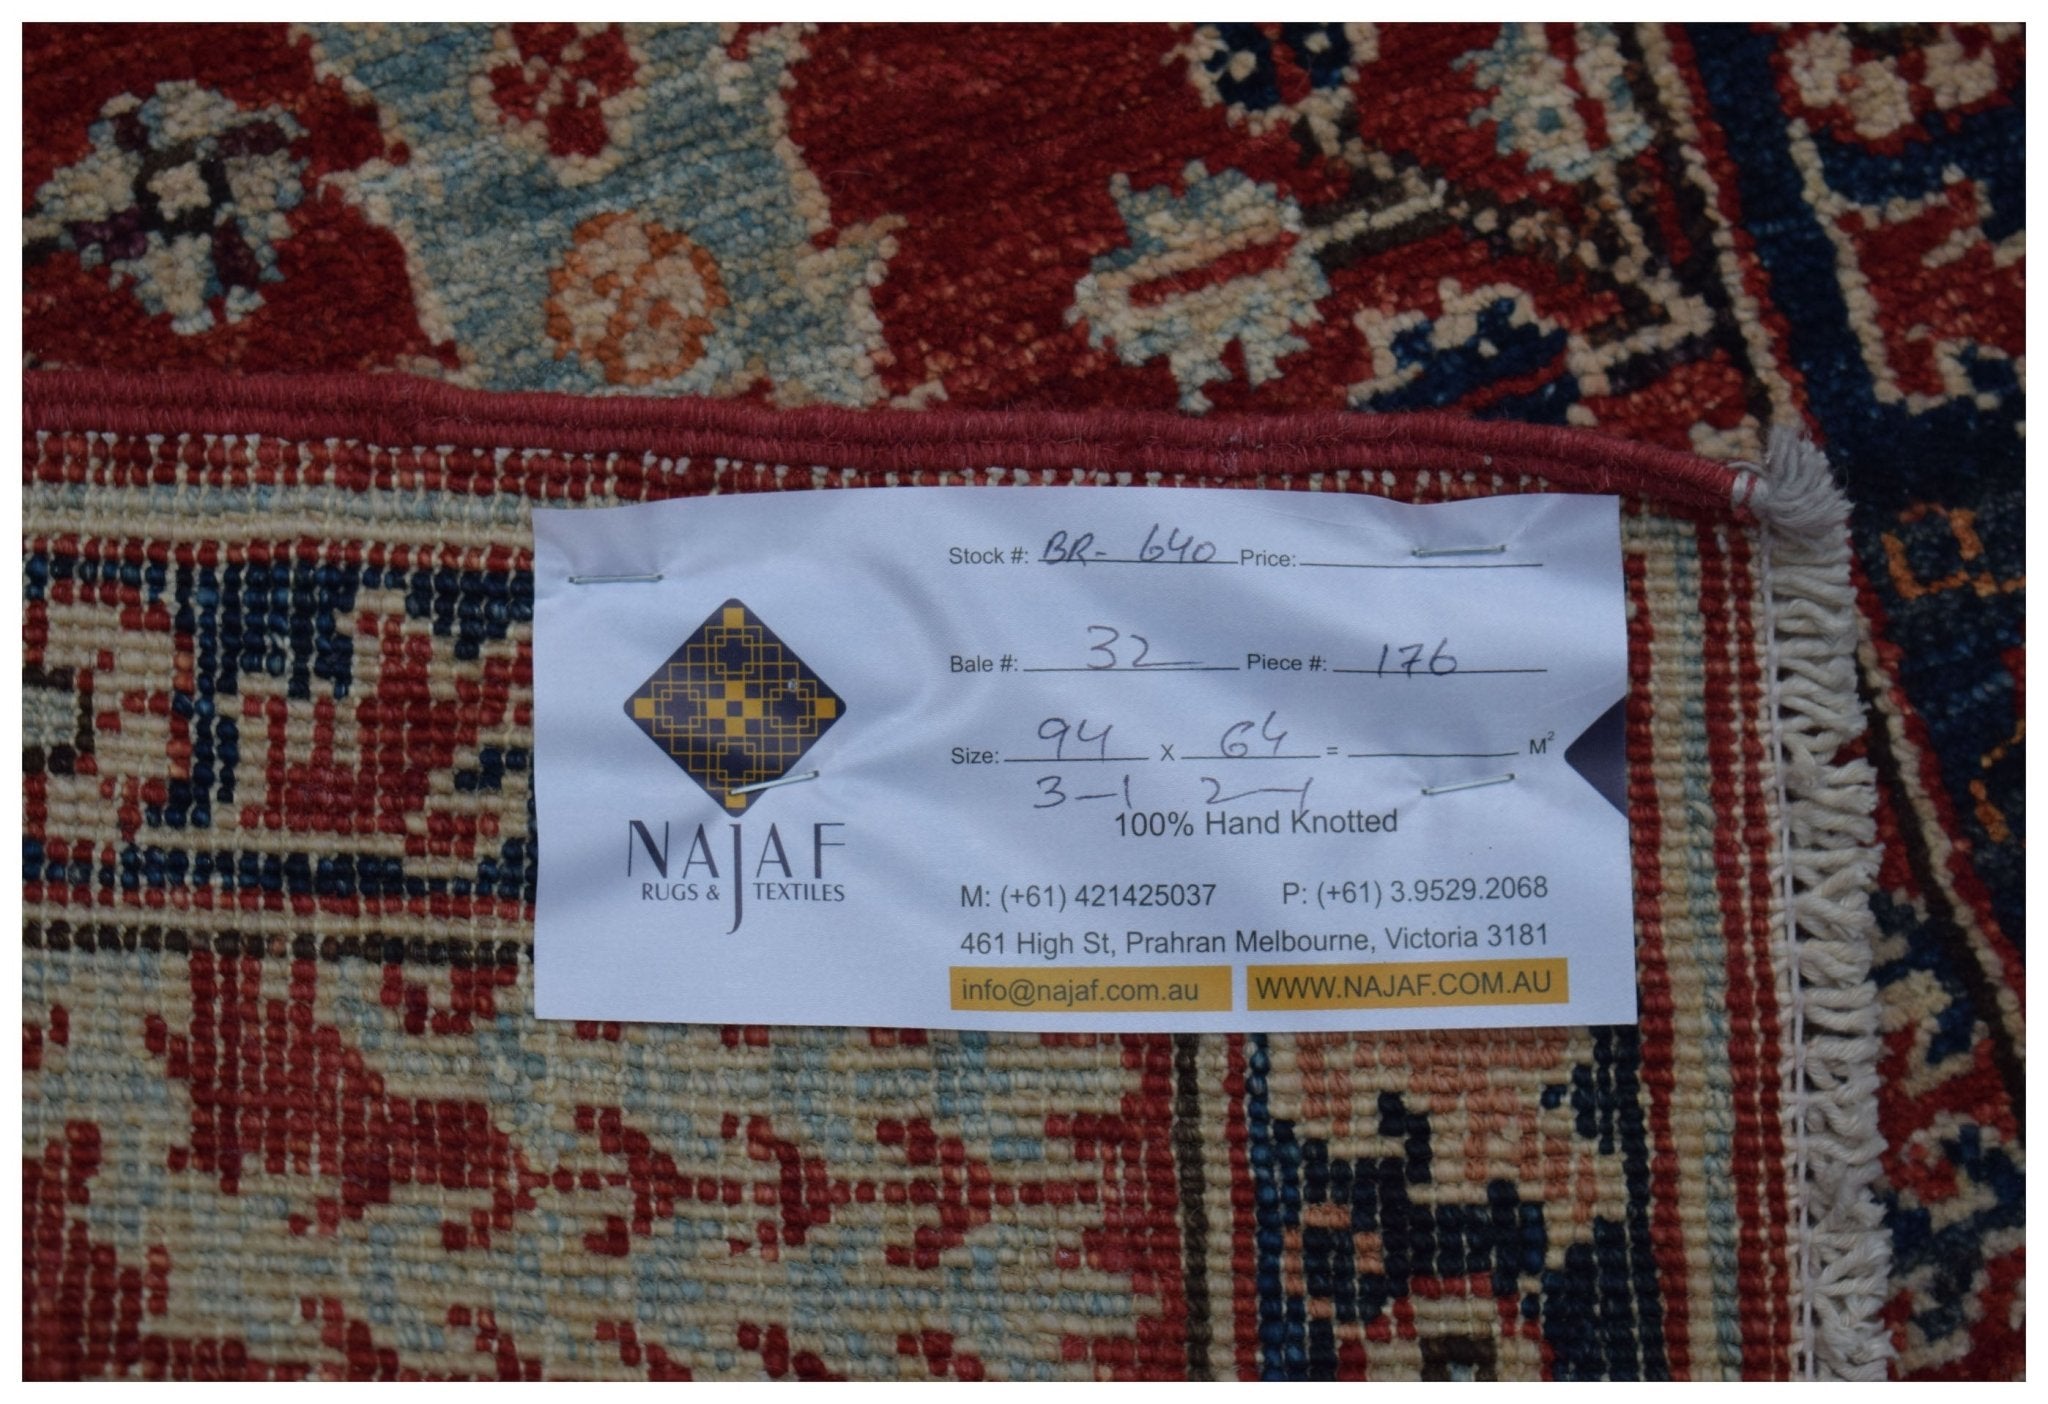 Stock #: BR- 640 Price:
Bale #: 32 Piece #: 176
Size: 94 X 64 = M²
3-1 2-1
100% Hand Knotted
NAJAF
RUGS & TEXTILES
M: (+61) 421425037 P: (+61) 3.9529.2068
461 High St, Prahran Melbourne, Victoria 3181
info@najaf.com.au WWW.NAJAF.COM.AU